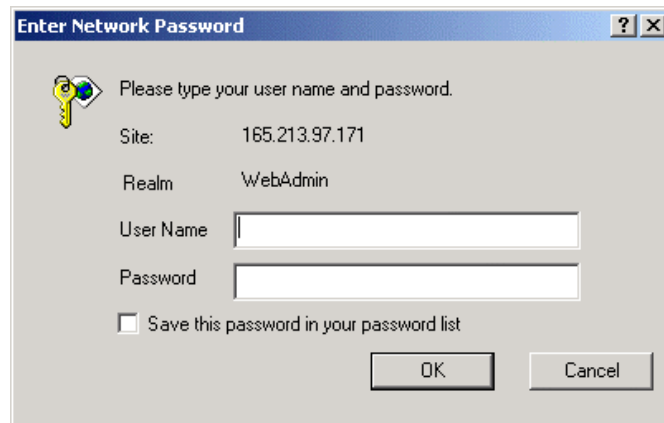 Enter Network Password
Please type your user name and password.
Site: 165.213.97.171
Realm WebAdmin
User Name
Password
Save this password in your password list
OK Cancel